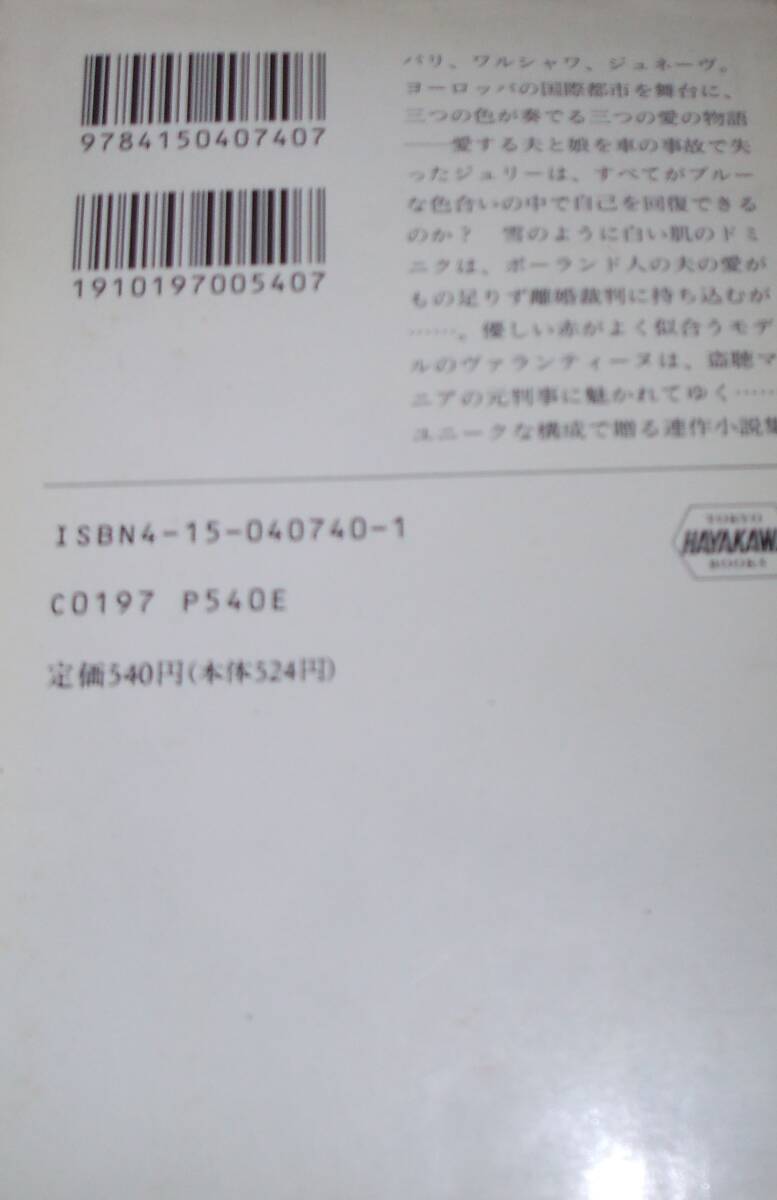 9784150407407
1910197005407
パリ、ワルシャワ、ジュネーヴ。
ヨーロッパの国際都市を舞台に、
三つの色が奏でる三つの愛の物語
――愛する夫と娘を車の事故で失
ったジュリーは、すべてがブルー
な色合いの中で自己を回復できる
のか？　雪のように白い肌のドミ
ニクは、ポーランド人の夫の愛が
もの足りず離婚裁判に持ち込むが
……。優しい赤がよく似合うモデ
ルのヴァランティーヌは、盗聴マ
ニアの元判事に魅かれてゆく……
ユニークな構成で贈る連作小説集
ISBN4-15-040740-1
C0197 P540E
定価540円(本体524円)
TOKYO
HAYAKAWA
BOOKS